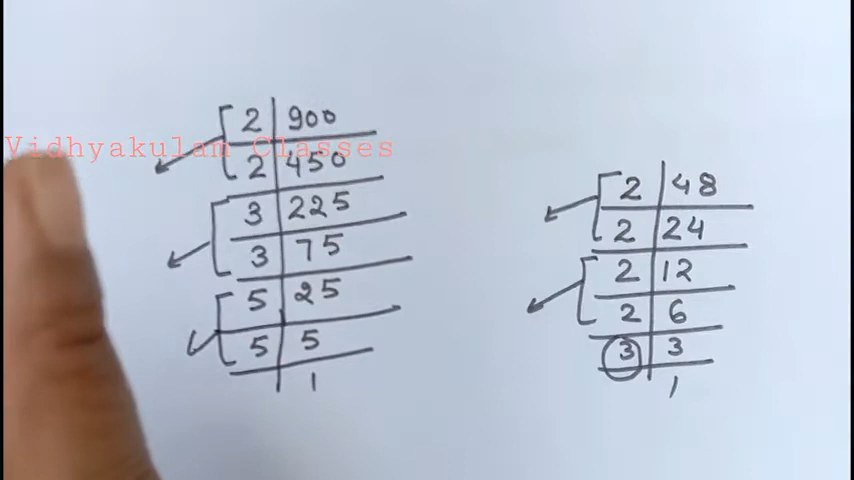 2 | 900
Vidhyakulam Classes
2 | 450
3 | 225
3 | 75
5 | 25
5 | 5
1
2 | 48
2 | 24
2 | 12
2 | 6
3 | 3
1